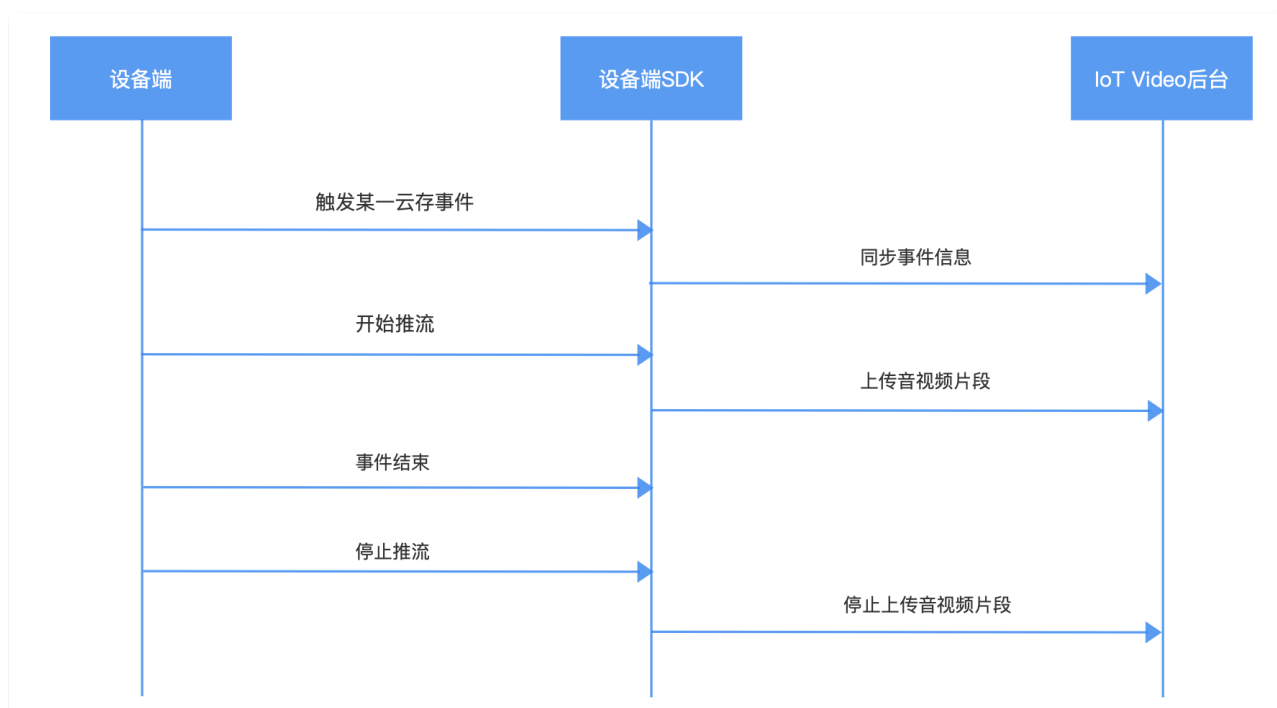 设备端
设备端SDK
IoT Video后台
触发某一云存事件
同步事件信息
开始推流
上传音视频片段
事件结束
停止推流
停止上传音视频片段